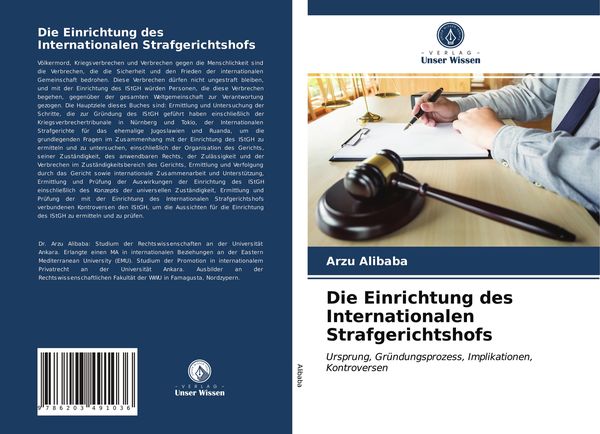 Die Einrichtung des
Internationalen Strafgerichtshofs
Völkermord, Kriegsverbrechen und Verbrechen gegen die Menschlichkeit sind
die Verbrechen, die die Sicherheit und den Frieden der internationalen
Gemeinschaft bedrohen. Diese Verbrechen dürfen nicht ungestraft bleiben,
und mit der Einrichtung des IStGH würden Personen, die diese Verbrechen
begehen, gegenüber der gesamten Weltgemeinschaft zur Verantwortung
gezogen. Die Hauptziele dieses Buches sind: Ermittlung und Untersuchung der
Schritte, die zur Gründung des IStGH geführt haben einschließlich der
Kriegsverbrechertribunale in Nürnberg und Tokio, der Internationalen
Strafgerichte für das ehemalige Jugoslawien und Ruanda, um die
grundlegenden Fragen im Zusammenhang mit der Einrichtung des IStGH zu
ermitteln und zu untersuchen, einschließlich der Organisation des Gerichts,
seiner Zuständigkeit, des anwendbaren Rechts, der Zulässigkeit und der
Verbrechen im Zuständigkeitsbereich des Gerichts, Ermittlung und Verfolgung
durch das Gericht sowie internationale Zusammenarbeit und Unterstützung,
Ermittlung und Prüfung der Auswirkungen der Einrichtung des IStGH
einschließlich des Konzepts der universellen Zuständigkeit, Ermittlung und
Prüfung der mit der Einrichtung des Internationalen Strafgerichtshofs
verbundenen Kontroversen den IStGH, um die Aussichten für die Einrichtung
des IStGH zu ermitteln und zu prüfen.
Dr. Arzu Alibaba: Studium der Rechtswissenschaften an der Universität
Ankara. Erlangte einen MA in internationalen Beziehungen an der Eastern
Mediterranean University (EMU). Studium der Promotion in internationalem
Privatrecht an der Universität Ankara. Ausbilder an der
Rechtswissenschaftlichen Fakultät der WMU in Famagusta, Nordzypern.
9 786203 491036
VERLAG
Unser Wissen
Alibaba
VERLAG
Unser Wissen
Arzu Alibaba
Die Einrichtung des
Internationalen
Strafgerichtshofs
Ursprung, Gründungsprozess, Implikationen,
Kontroversen